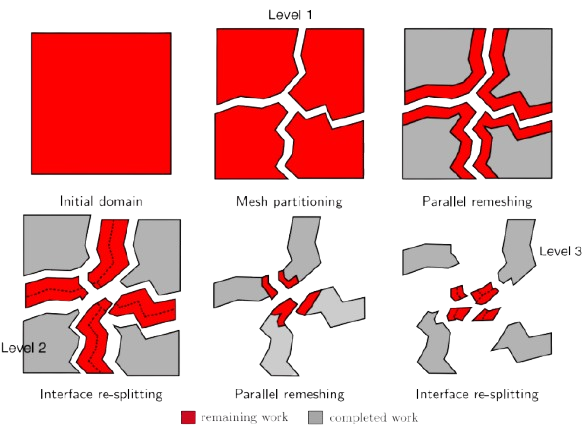 Level 1
Initial domain
Mesh partitioning
Parallel remeshing
Level 3
Level 2
Interface re-splitting
Parallel remeshing
Interface re-splitting
remaining work
completed work